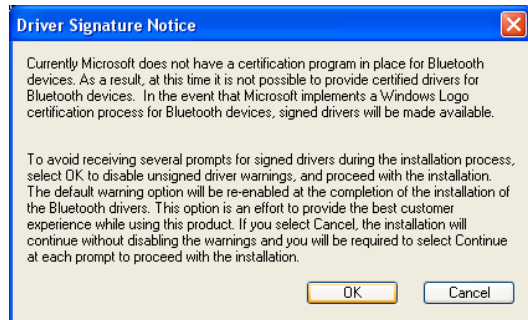 Driver Signature Notice
Currently Microsoft does not have a certification program in place for Bluetooth
devices. As a result, at this time it is not possible to provide certified drivers for
Bluetooth devices.  In the event that Microsoft implements a Windows Logo
certification process for Bluetooth devices, signed drivers will be made available.
To avoid receiving several prompts for signed drivers during the installation process,
select OK to disable unsigned driver warnings, and proceed with the installation.
The default warning option will be re-enabled at the completion of the installation of
the Bluetooth drivers. This option is an effort to provide the best customer
experience while using this product. If you select Cancel, the installation will
continue without disabling the warnings and you will be required to select Continue
at each prompt to proceed with the installation.
OK Cancel